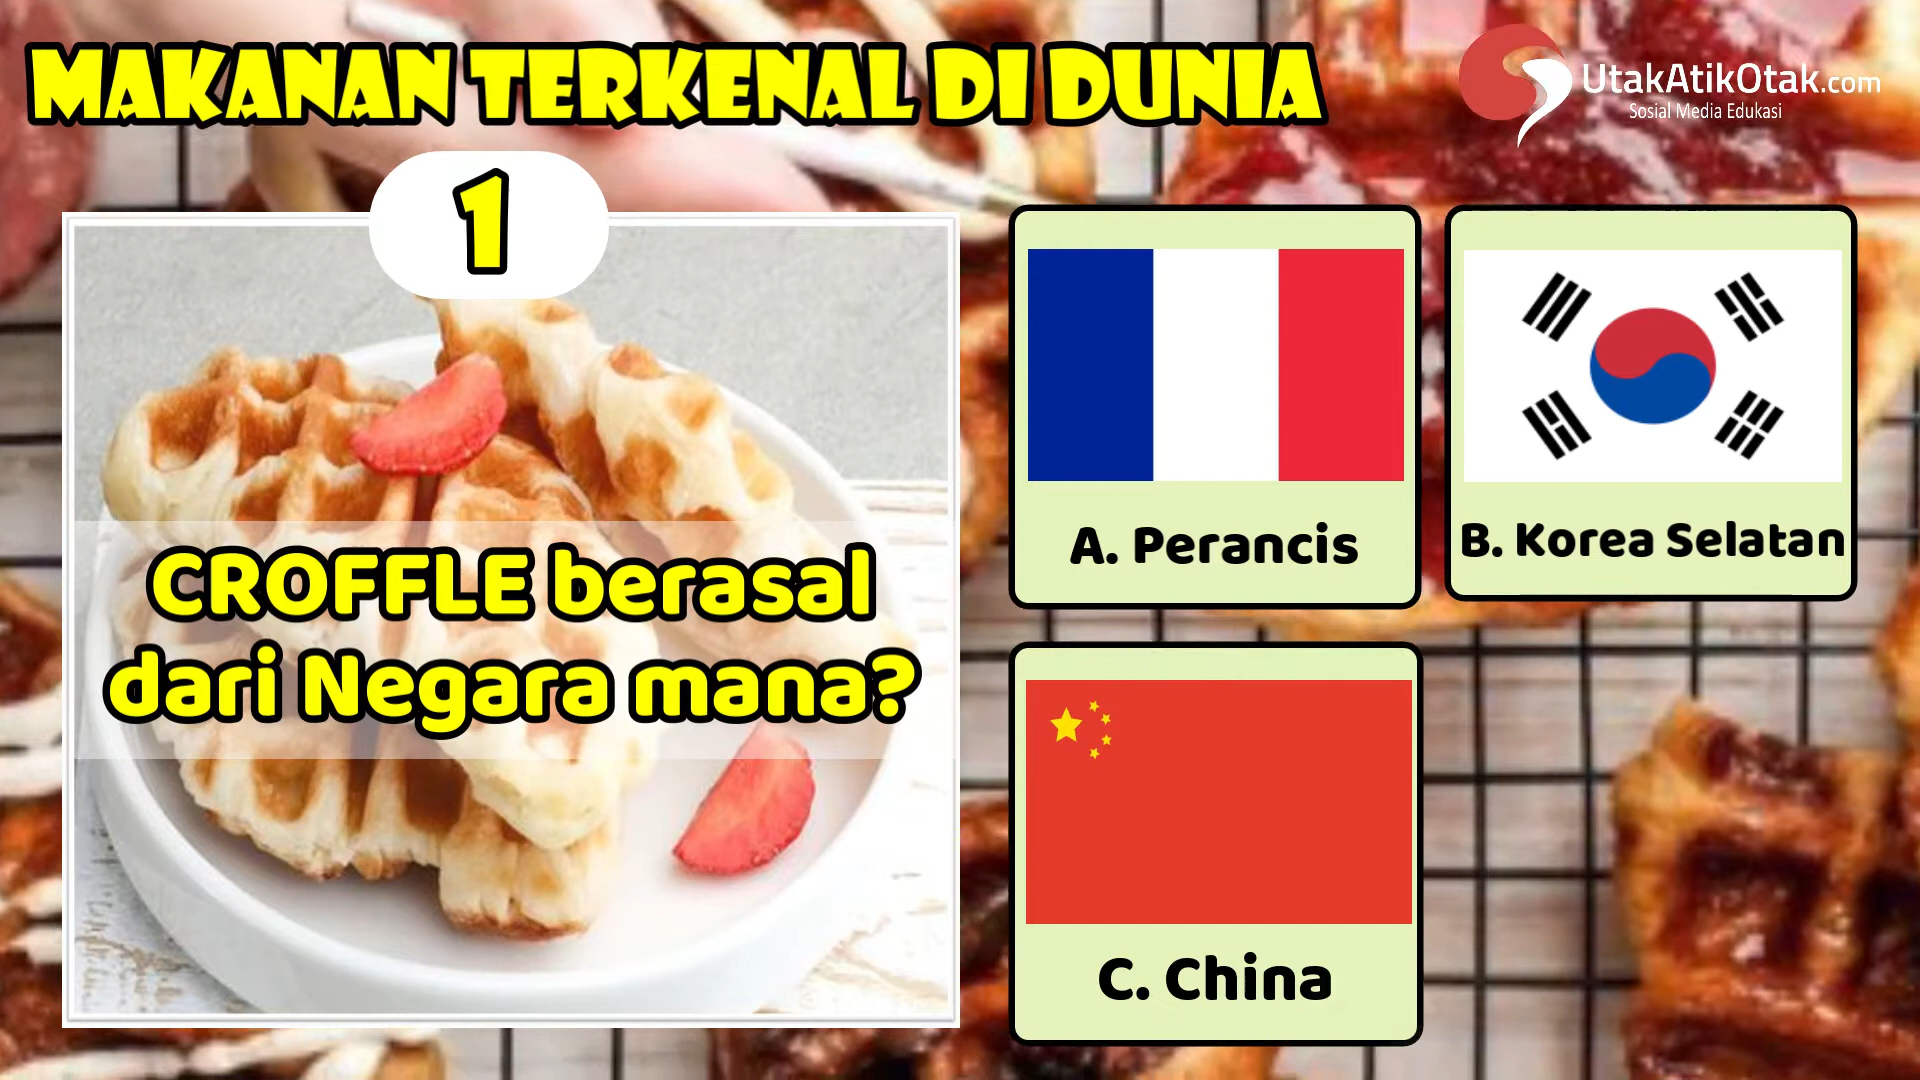 MAKANAN TERKENAL DI DUNIA
UtakAtikOtak.com
Sosial Media Edukasi
1
CROFFLE berasal
dari Negara mana?
A. Perancis
B. Korea Selatan
C. China